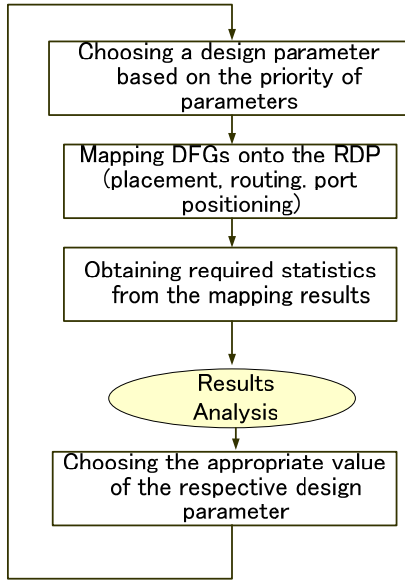 Choosing a design parameter
based on the priority of
parameters
Mapping DFGs onto the RDP
(placement, routing. port
positioning)
Obtaining required statistics
from the mapping results
Results
Analysis
Choosing the appropriate value
of the respective design
parameter